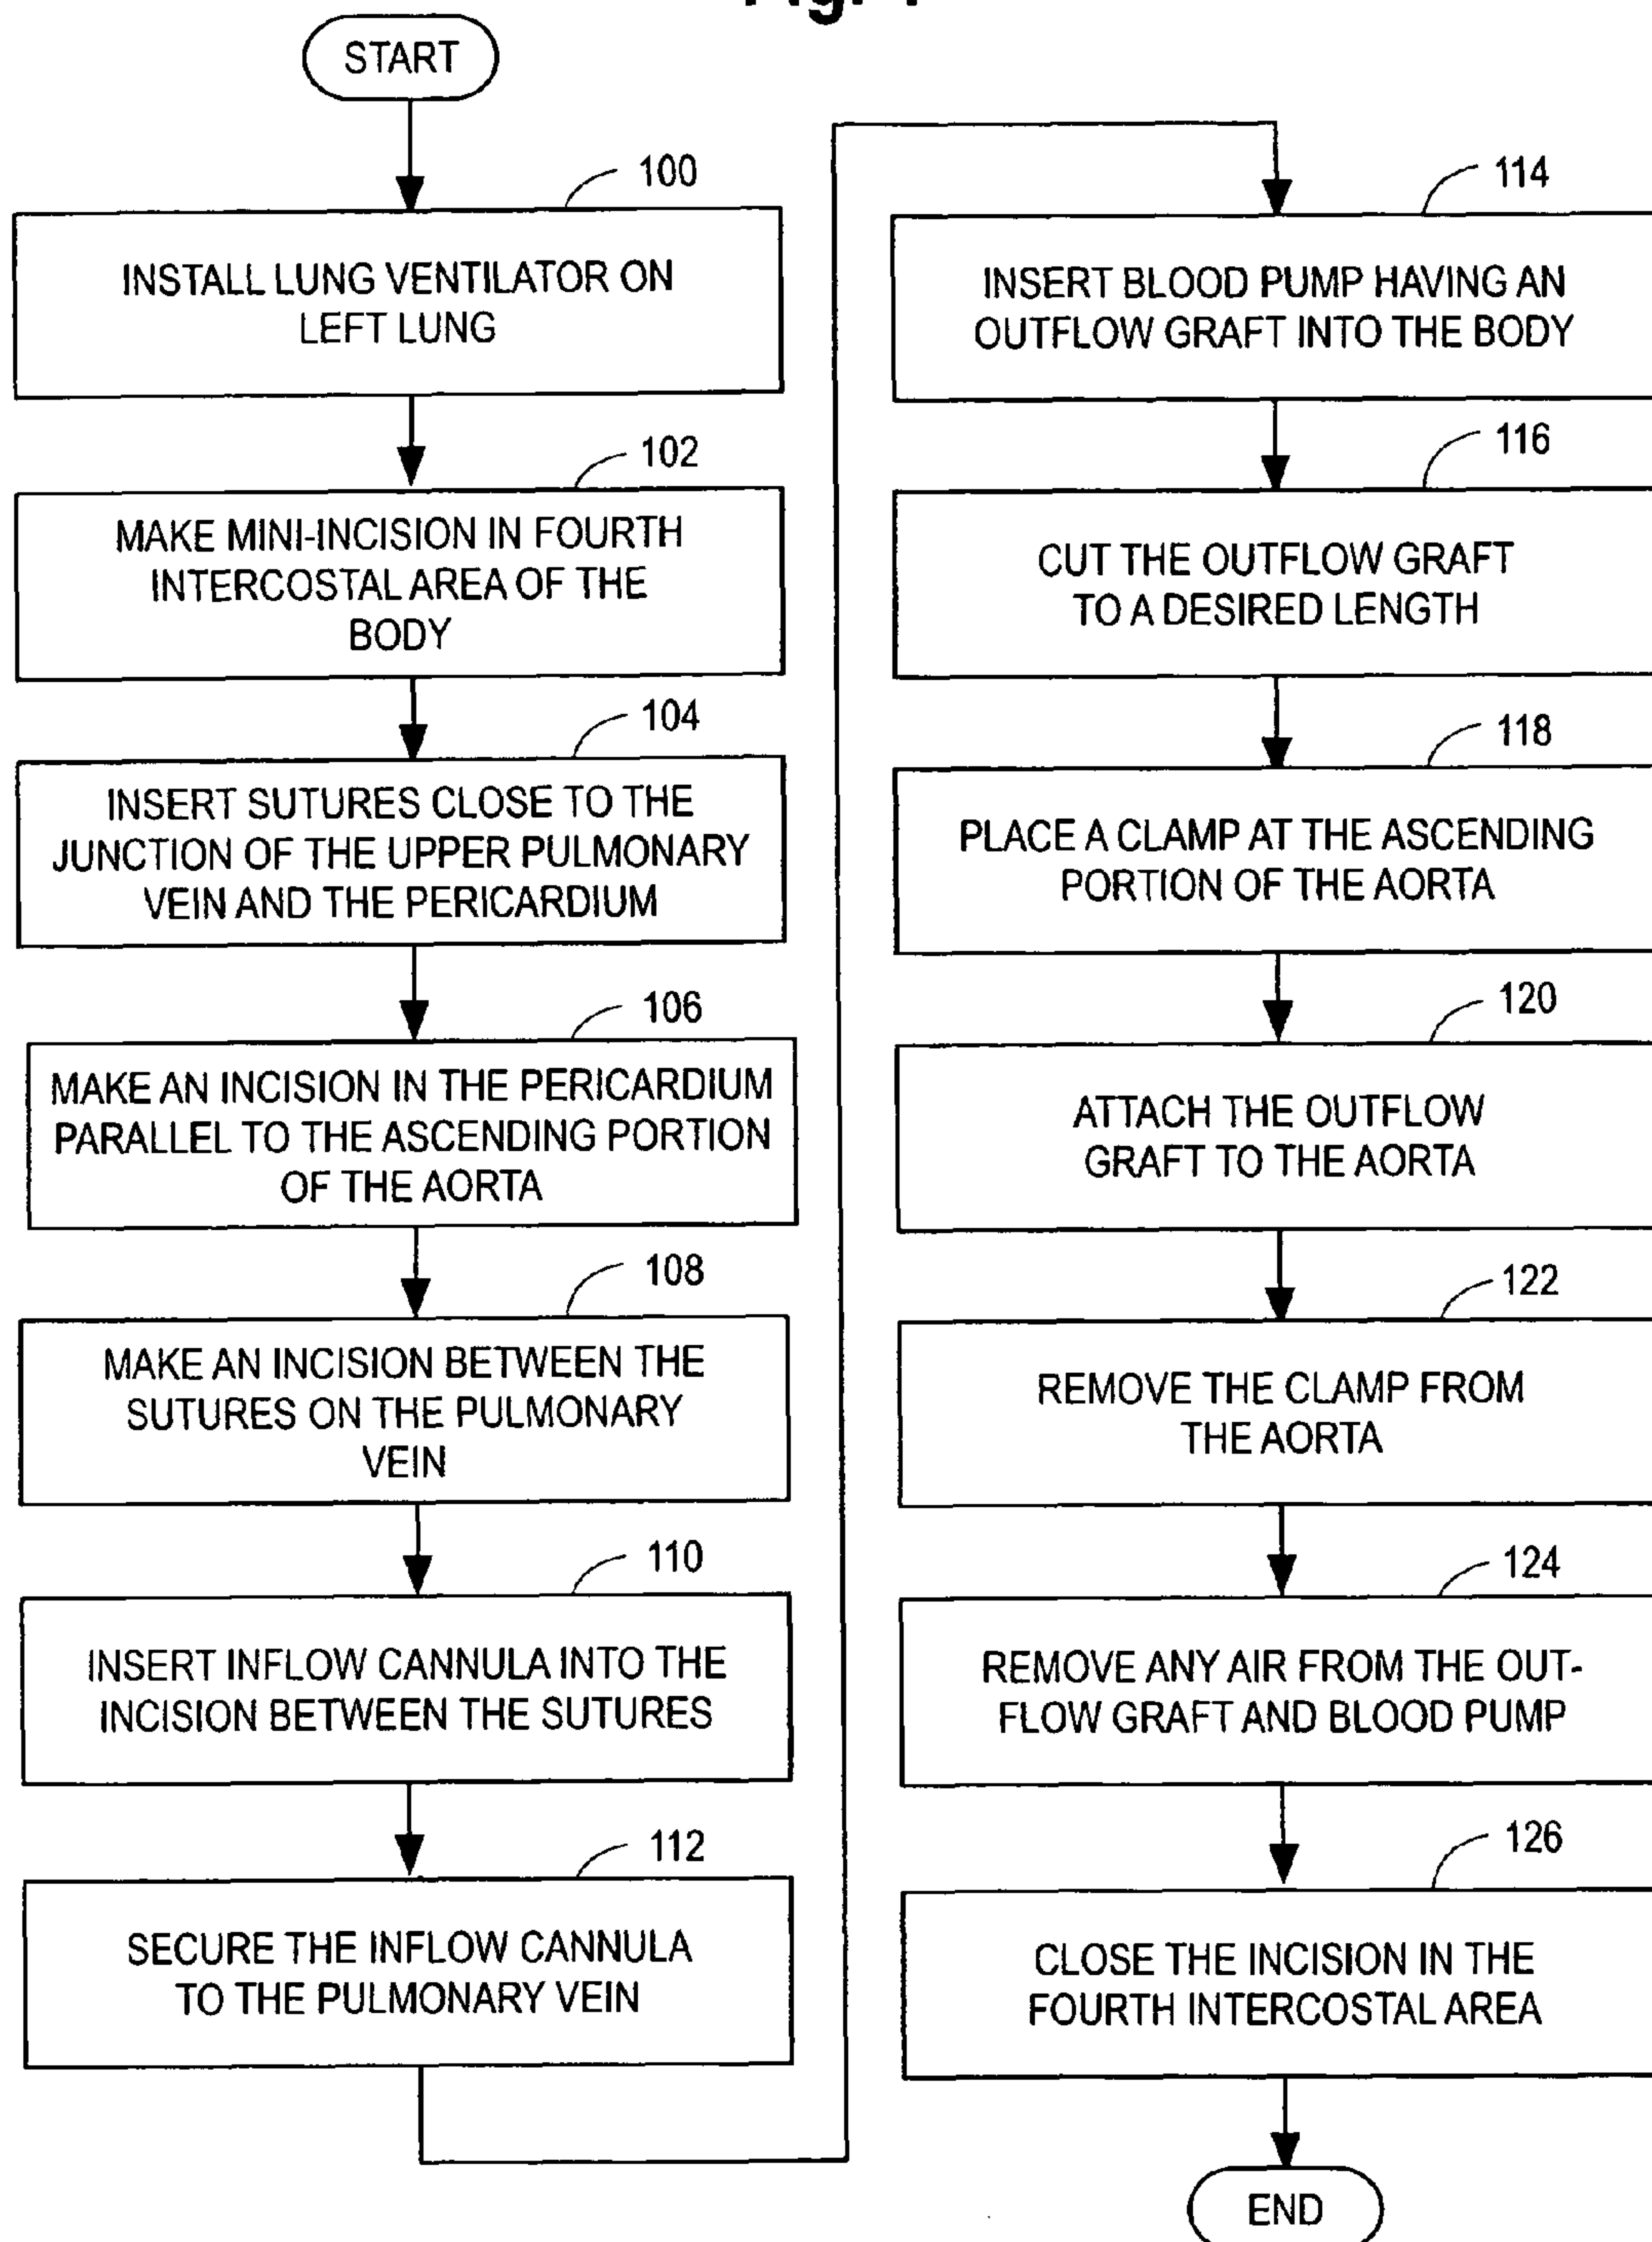 START
100
INSTALL LUNG VENTILATOR ON
LEFT LUNG
102
MAKE MINI-INCISION IN FOURTH
INTERCOSTAL AREA OF THE
BODY
104
INSERT SUTURES CLOSE TO THE
JUNCTION OF THE UPPER PULMONARY
VEIN AND THE PERICARDIUM
106
MAKE AN INCISION IN THE PERICARDIUM
PARALLEL TO THE ASCENDING PORTION
OF THE AORTA
108
MAKE AN INCISION BETWEEN THE
SUTURES ON THE PULMONARY
VEIN
110
INSERT INFLOW CANNULA INTO THE
INCISION BETWEEN THE SUTURES
112
SECURE THE INFLOW CANNULA
TO THE PULMONARY VEIN
114
INSERT BLOOD PUMP HAVING AN
OUTFLOW GRAFT INTO THE BODY
116
CUT THE OUTFLOW GRAFT
TO A DESIRED LENGTH
118
PLACE A CLAMP AT THE ASCENDING
PORTION OF THE AORTA
120
ATTACH THE OUTFLOW
GRAFT TO THE AORTA
122
REMOVE THE CLAMP FROM
THE AORTA
124
REMOVE ANY AIR FROM THE OUT-
FLOW GRAFT AND BLOOD PUMP
126
CLOSE THE INCISION IN THE
FOURTH INTERCOSTAL AREA
END